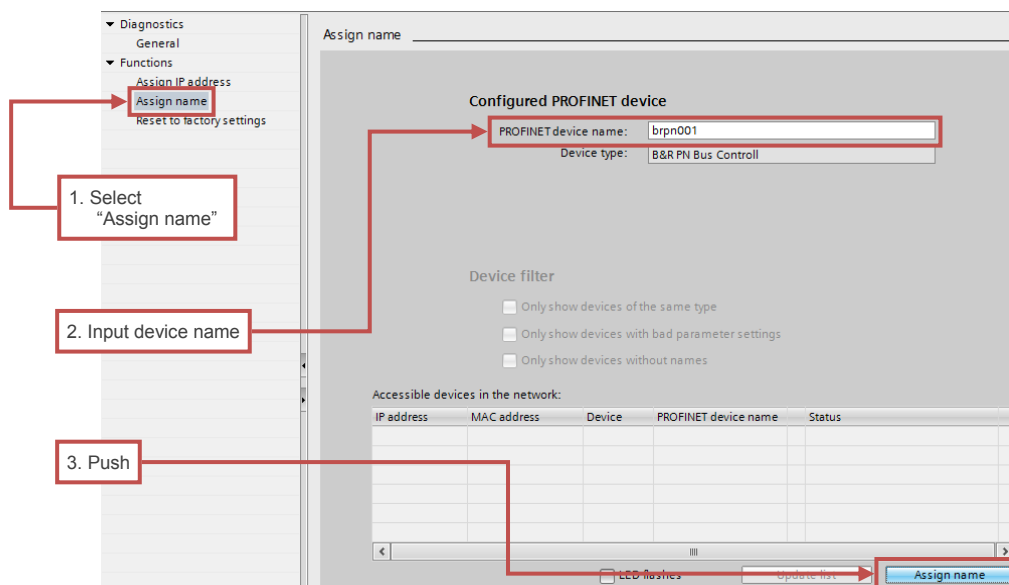 Diagnostics
General
Functions
Assign IP address
Assign name
Reset to factory settings
1. Select
“Assign name”
2. Input device name
3. Push
Assign name
Configured PROFINET device
PROFINET device name: brpn001
Device type: B&R PN Bus Controll
Device filter
Only show devices of the same type
Only show devices with bad parameter settings
Only show devices without names
Accessible devices in the network:
IP address MAC address Device PROFINET device name Status
LED flashes Update list Assign name